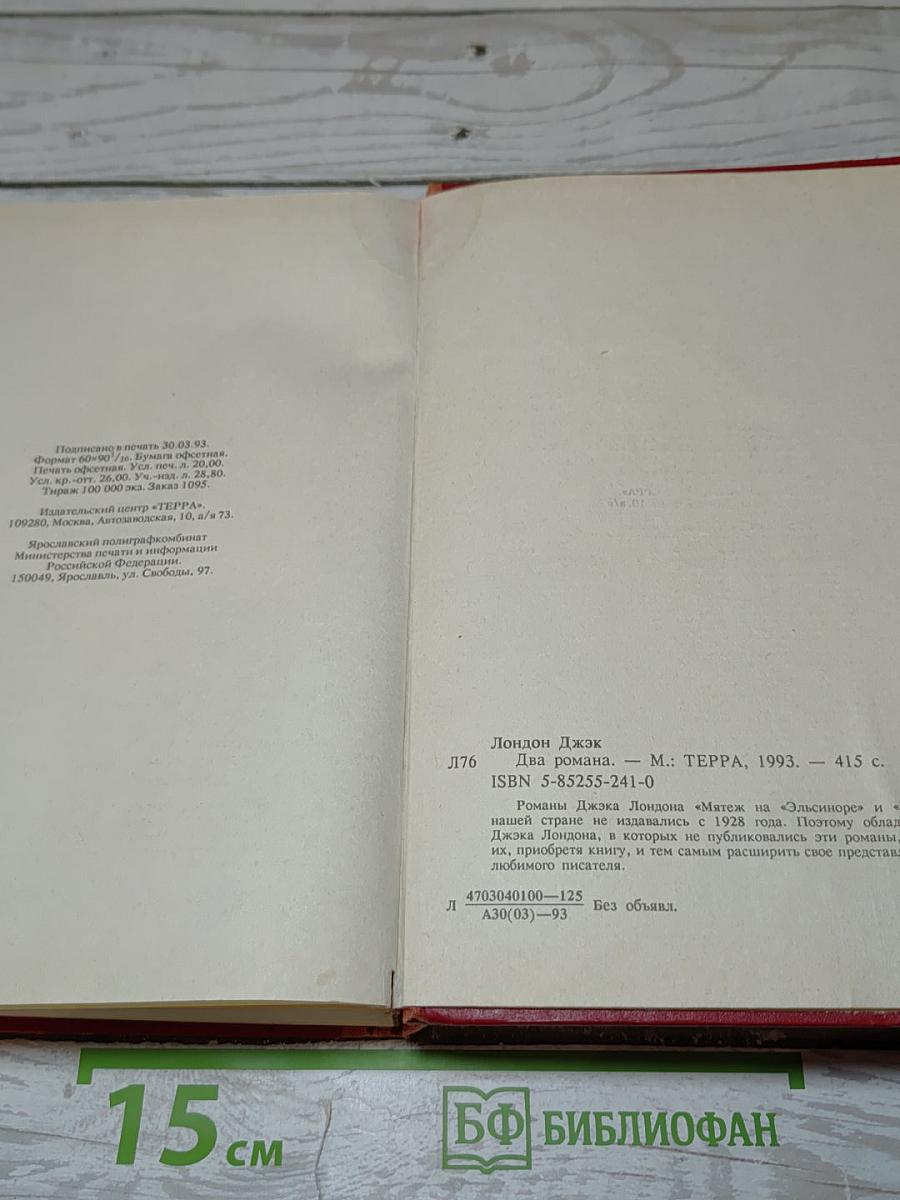 Подписано в печать 30.03.93.
Формат 60×90¹/₁₆. Бумага офсетная.
Печать офсетная. Усл. печ. л. 20,00.
Усл. кр.-отт. 26,00. Уч.-изд. л. 28,80.
Тираж 100 000 экз. Заказ 1095.
Издательский центр «ТЕРРА».
109280, Москва, Автозаводская, 10, а/я 73.
Ярославский полиграфкомбинат
Министерства печати и информации
Российской Федерации.
150049, Ярославль, ул. Свободы, 97.
Лондон Джэк
Л76 Два романа. — М.: ТЕРРА, 1993. — 415 с.
ISBN 5-85255-241-0
Романы Джэка Лондона «Мятеж на «Эльсиноре» и «
нашей стране не издавались с 1928 года. Поэтому облад
Джэка Лондона, в которых не публиковались эти романы,
их, приобретя книгу, и тем самым расширить свое представл
любимого писателя.
Л 4703040100—125
А30(03)—93 Без объявл.
15 см
БФ БИБЛИОФАН